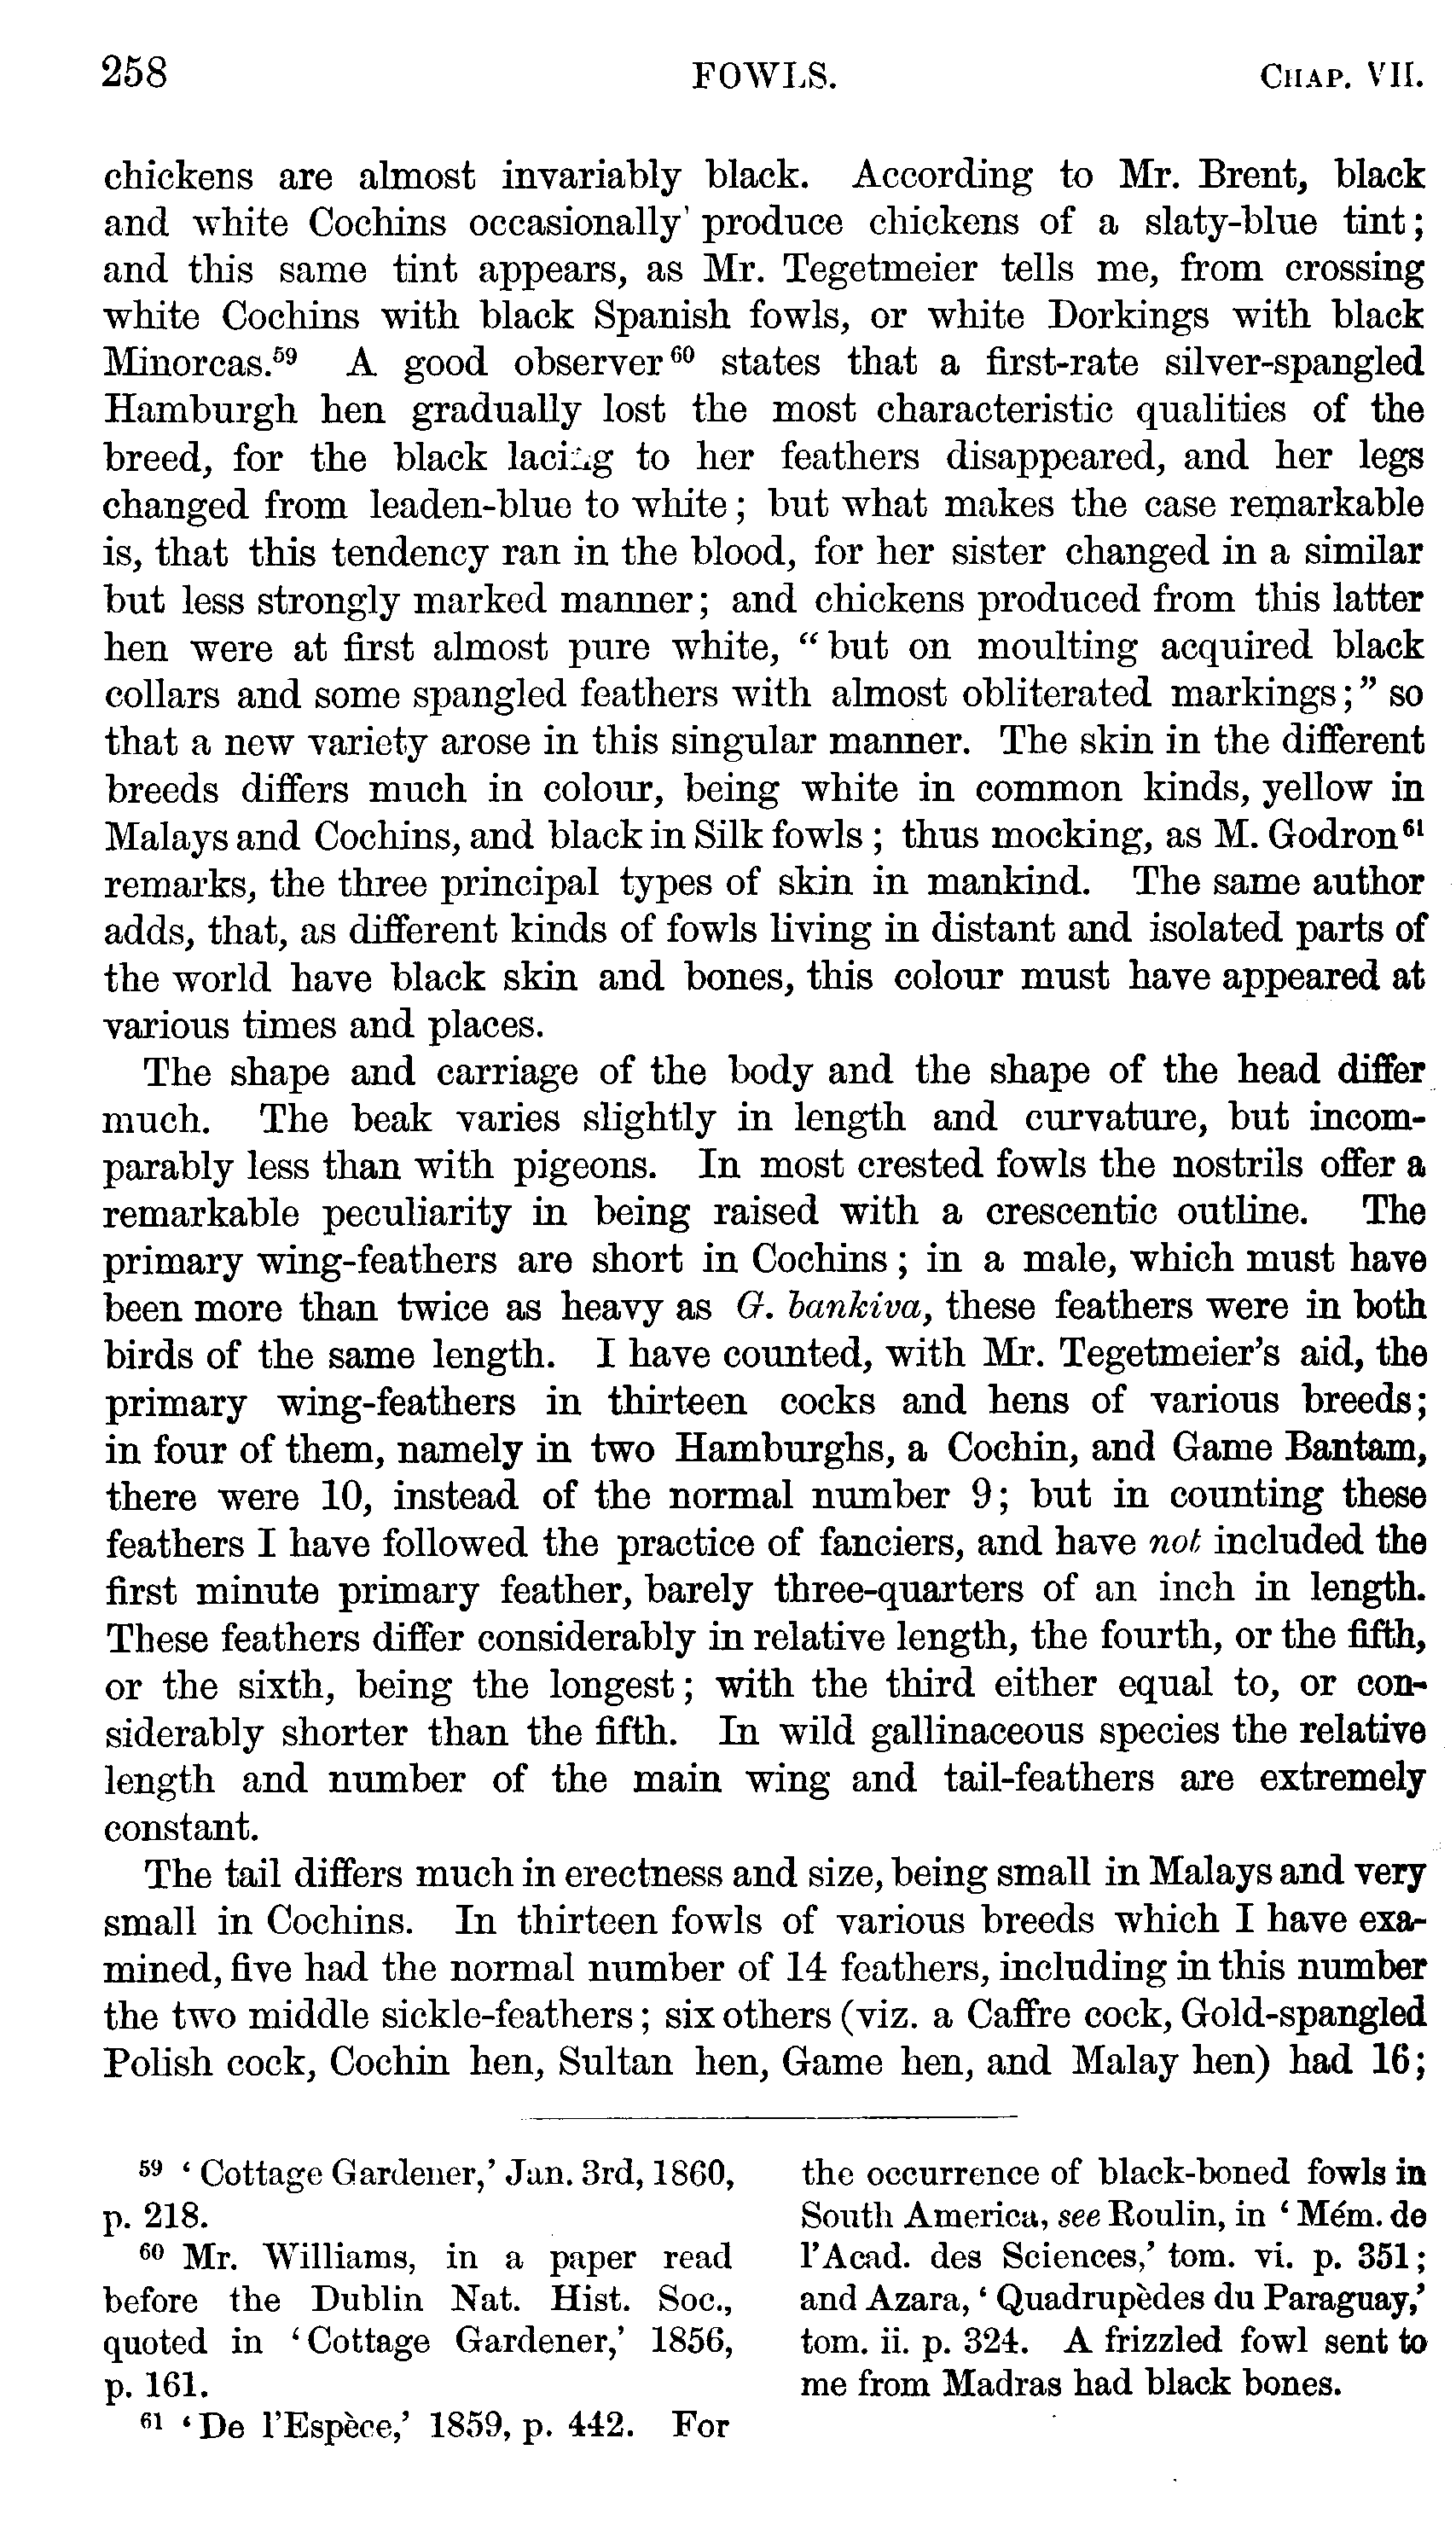 258 FOWLS. CHAP. VII.
chickens are almost invariably black. According to Mr. Brent, black
and white Cochins occasionally' produce chickens of a slaty-blue tint;
and this same tint appears, as Mr. Tegetmeier tells me, from crossing
white Cochins with black Spanish fowls, or white Dorkings with black
Minorcas.⁵⁹ A good observer⁶⁰ states that a first-rate silver-spangled
Hamburgh hen gradually lost the most characteristic qualities of the
breed, for the black lacing to her feathers disappeared, and her legs
changed from leaden-blue to white; but what makes the case remarkable
is, that this tendency ran in the blood, for her sister changed in a similar
but less strongly marked manner; and chickens produced from this latter
hen were at first almost pure white, “but on moulting acquired black
collars and some spangled feathers with almost obliterated markings;” so
that a new variety arose in this singular manner. The skin in the different
breeds differs much in colour, being white in common kinds, yellow in
Malays and Cochins, and black in Silk fowls; thus mocking, as M. Godron⁶¹
remarks, the three principal types of skin in mankind. The same author
adds, that, as different kinds of fowls living in distant and isolated parts of
the world have black skin and bones, this colour must have appeared at
various times and places.
The shape and carriage of the body and the shape of the head differ
much. The beak varies slightly in length and curvature, but incom-
parably less than with pigeons. In most crested fowls the nostrils offer a
remarkable peculiarity in being raised with a crescentic outline. The
primary wing-feathers are short in Cochins; in a male, which must have
been more than twice as heavy as G. bankiva, these feathers were in both
birds of the same length. I have counted, with Mr. Tegetmeier’s aid, the
primary wing-feathers in thirteen cocks and hens of various breeds;
in four of them, namely in two Hamburghs, a Cochin, and Game Bantam,
there were 10, instead of the normal number 9; but in counting these
feathers I have followed the practice of fanciers, and have not included the
first minute primary feather, barely three-quarters of an inch in length.
These feathers differ considerably in relative length, the fourth, or the fifth,
or the sixth, being the longest; with the third either equal to, or con-
siderably shorter than the fifth. In wild gallinaceous species the relative
length and number of the main wing and tail-feathers are extremely
constant.
The tail differs much in erectness and size, being small in Malays and very
small in Cochins. In thirteen fowls of various breeds which I have exa-
mined, five had the normal number of 14 feathers, including in this number
the two middle sickle-feathers; six others (viz. a Caffre cock, Gold-spangled
Polish cock, Cochin hen, Sultan hen, Game hen, and Malay hen) had 16;
⁵⁹ ‘Cottage Gardener,’ Jan. 3rd, 1860,
p. 218.
⁶⁰ Mr. Williams, in a paper read
before the Dublin Nat. Hist. Soc.,
quoted in ‘Cottage Gardener,’ 1856,
p. 161.
⁶¹ ‘De l’Espèce,’ 1859, p. 442. For
the occurrence of black-boned fowls in
South America, see Roulin, in ‘Mém. de
l’Acad. des Sciences,’ tom. vi. p. 351;
and Azara, ‘Quadrupèdes du Paraguay,’
tom. ii. p. 324. A frizzled fowl sent to
me from Madras had black bones.